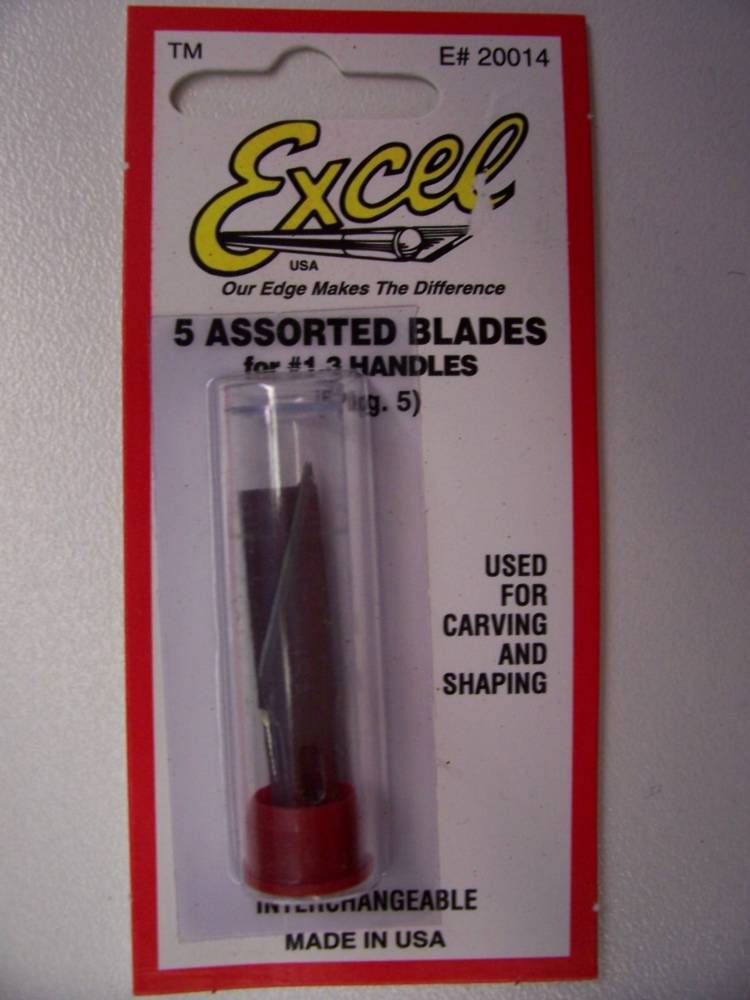 TM
E# 20014
Excel
USA
Our Edge Makes The Difference
5 ASSORTED BLADES
for #1-3 HANDLES
5)
USED
FOR
CARVING
AND
SHAPING
INTERCHANGEABLE
MADE IN USA